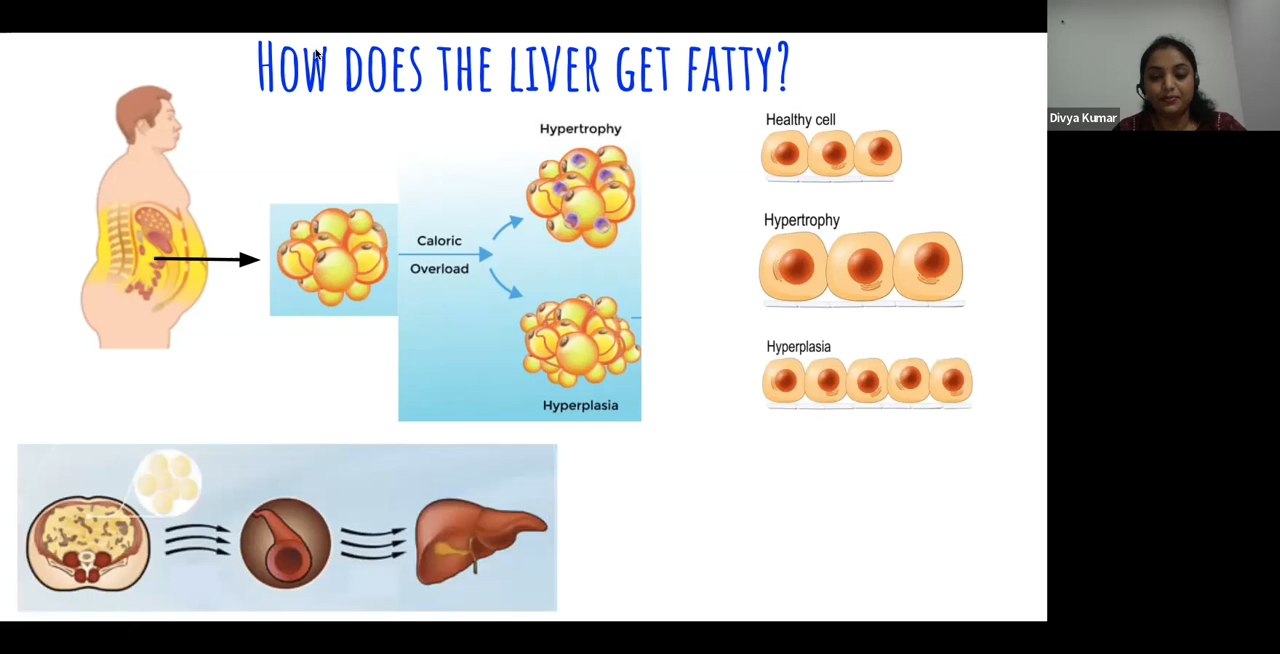 HOW DOES THE LIVER GET FATTY?
Divya Kumar
Hypertrophy
Caloric
Overload
Hyperplasia
Healthy cell
Hypertrophy
Hyperplasia